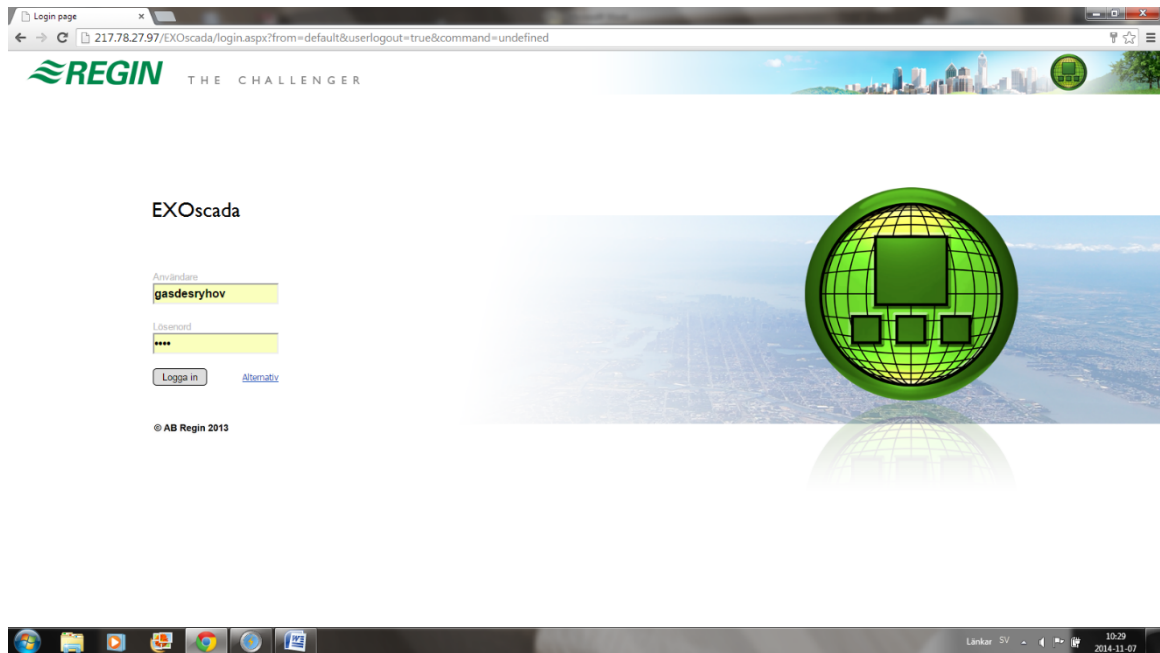 Login page
217.78.27.97/EXOscada/login.aspx?from=default&userlogout=true&command=undefined
REGIN THE CHALLENGER
EXOscada
Användare
gasdesryhov
Lösenord
••••
Logga in Alternativ
© AB Regin 2013
Länkar SV 10:29
2014-11-07